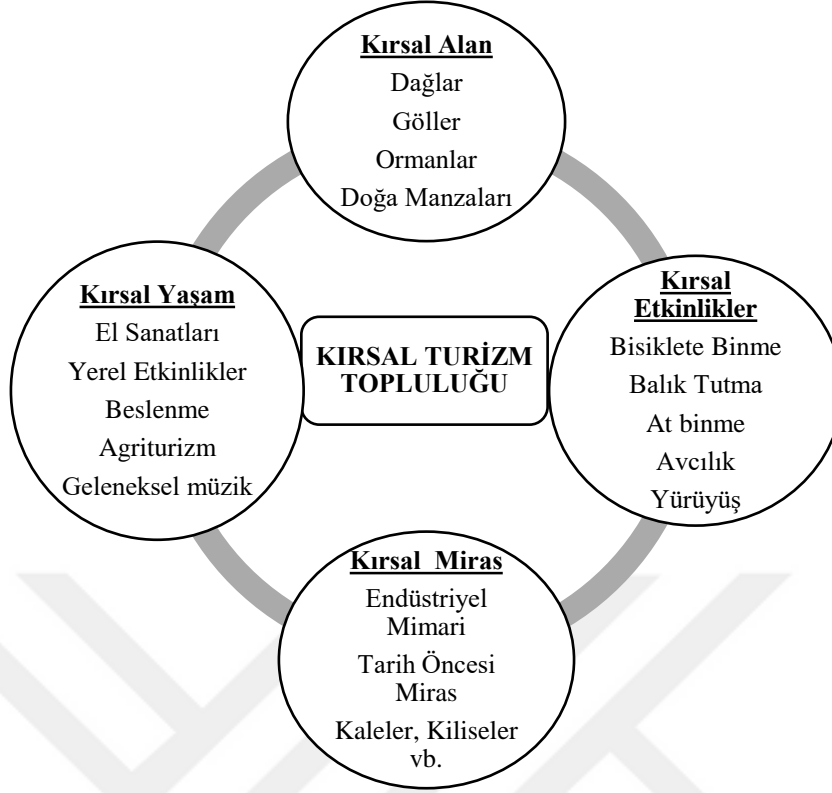 Kırsal Alan
Dağlar
Göller
Ormanlar
Doğa Manzaraları
Kırsal Yaşam
El Sanatları
Yerel Etkinlikler
Beslenme
Agriturizm
Geleneksel müzik
KIRSAL TURİZM
TOPLULUĞU
Kırsal
Etkinlikler
Bisiklete Binme
Balık Tutma
At binme
Avcılık
Yürüyüş
Kırsal Miras
Endüstriyel
Mimari
Tarih Öncesi
Miras
Kaleler, Kiliseler
vb.